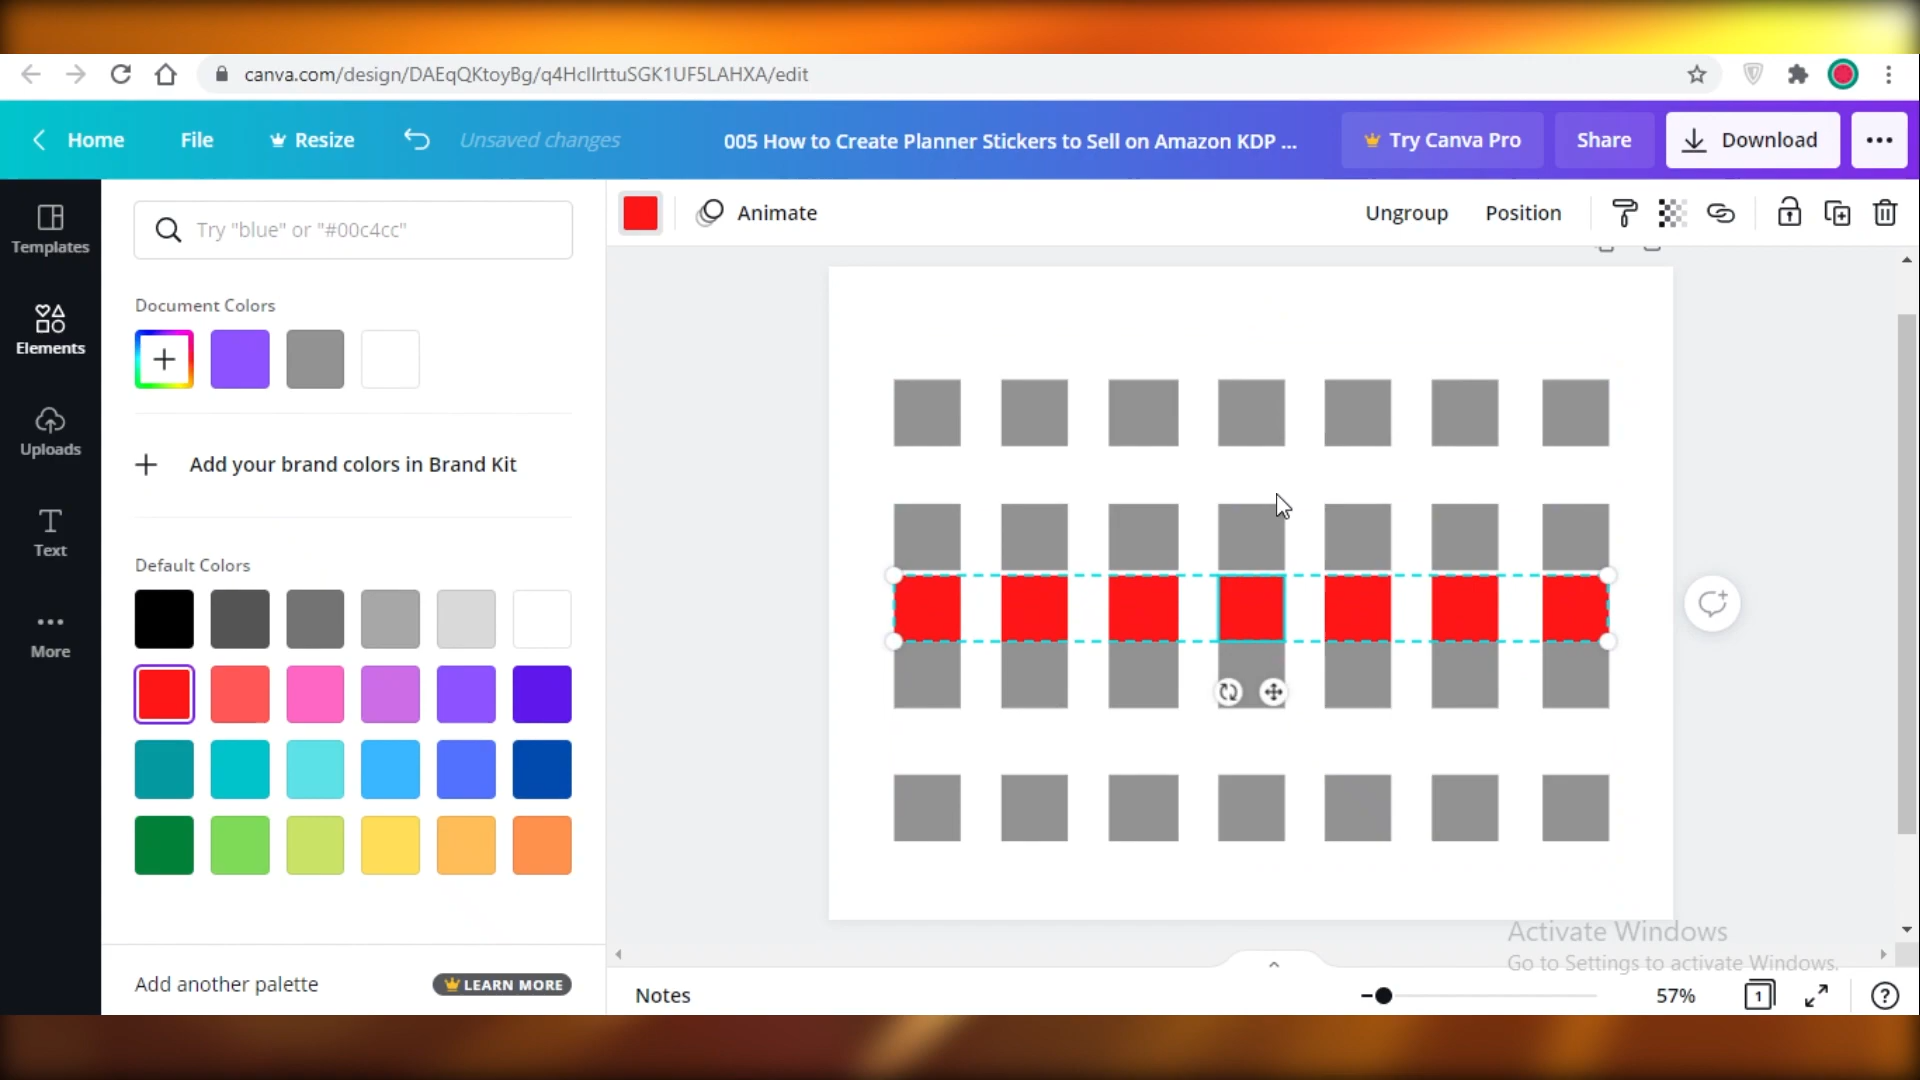 canva.com/design/DAEqQKtoyBg/q4HcIIrttuSGK1UF5LAHXA/edit
Home
File
Resize
Unsaved changes
005 How to Create Planner Stickers to Sell on Amazon KDP ...
Try Canva Pro
Share
Download
Templates
Elements
Uploads
Text
More
Try "blue" or "#00c4cc"
Document Colors
Add your brand colors in Brand Kit
Default Colors
Add another palette
LEARN MORE
Animate
Ungroup
Position
Activate Windows
Go to Settings to activate Windows.
Notes
57%
1